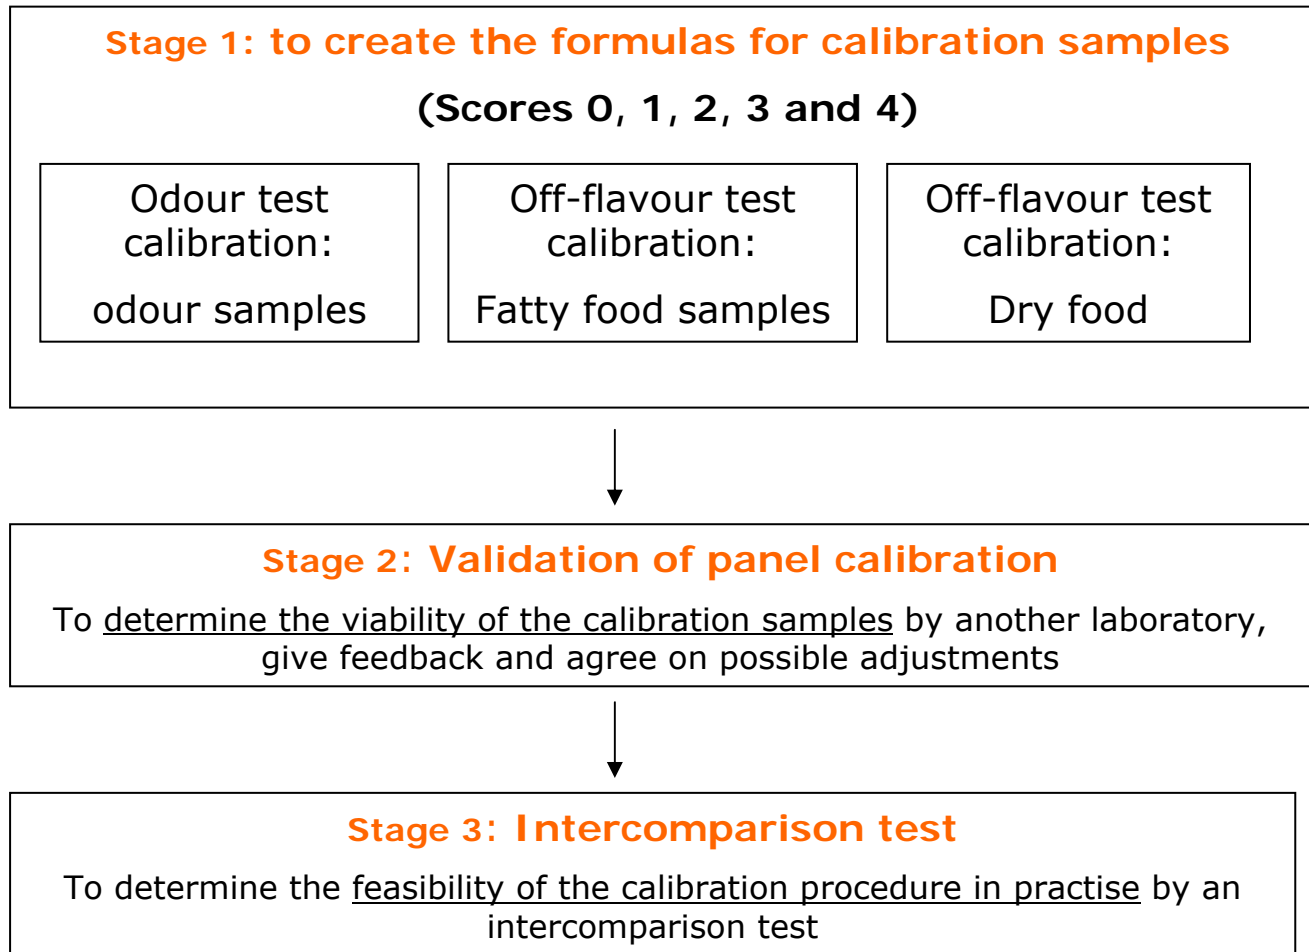 Stage 1: to create the formulas for calibration samples
(Scores 0, 1, 2, 3 and 4)
Odour test
calibration:
odour samples
Off-flavour test
calibration:
Fatty food samples
Off-flavour test
calibration:
Dry food
Stage 2: Validation of panel calibration
To determine the viability of the calibration samples by another laboratory,
give feedback and agree on possible adjustments
Stage 3: Intercomparison test
To determine the feasibility of the calibration procedure in practise by an
intercomparison test